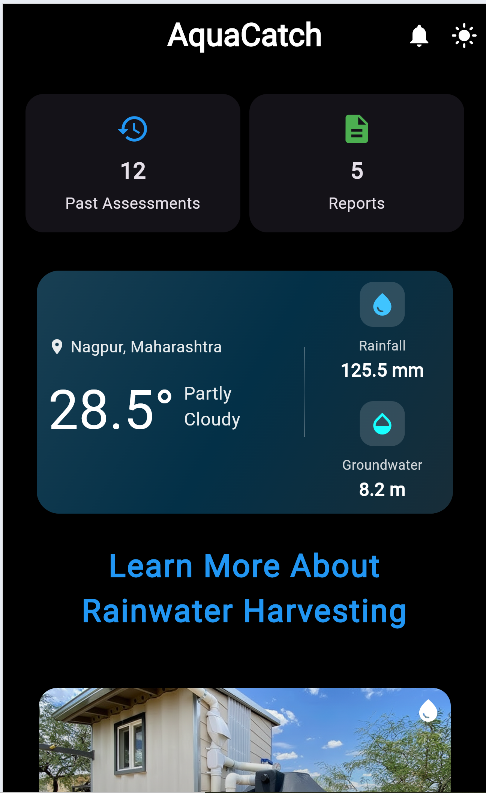 AquaCatch
12
Past Assessments
5
Reports
Nagpur, Maharashtra
28.5°
Partly
Cloudy
Rainfall
125.5 mm
Groundwater
8.2 m
Learn More About
Rainwater Harvesting